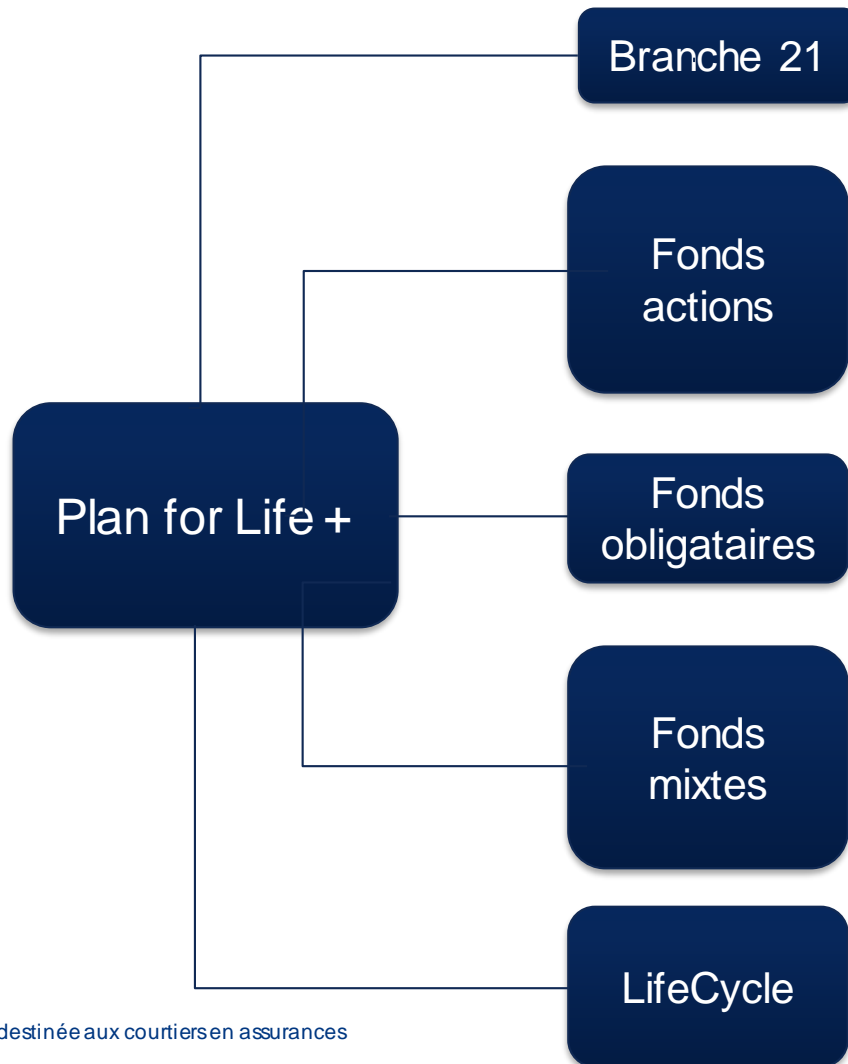 Branche 21
Fonds
actions
Plan for Life +
Fonds
obligataires
Fonds
mixtes
LifeCycle
destinée aux courtiers en assurances